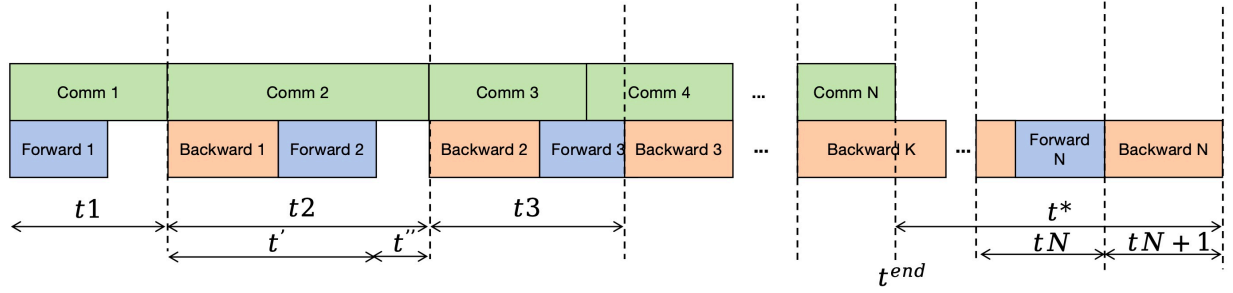 Comm 1
Comm 2
Comm 3
Comm 4
...
Comm N
Forward 1
Backward 1
Forward 2
Backward 2
Forward 3
Backward 3
...
Backward K
...
Forward
N
Backward N
t1
t2
t3
t*
t'
t''
tN
tN + 1
t^end